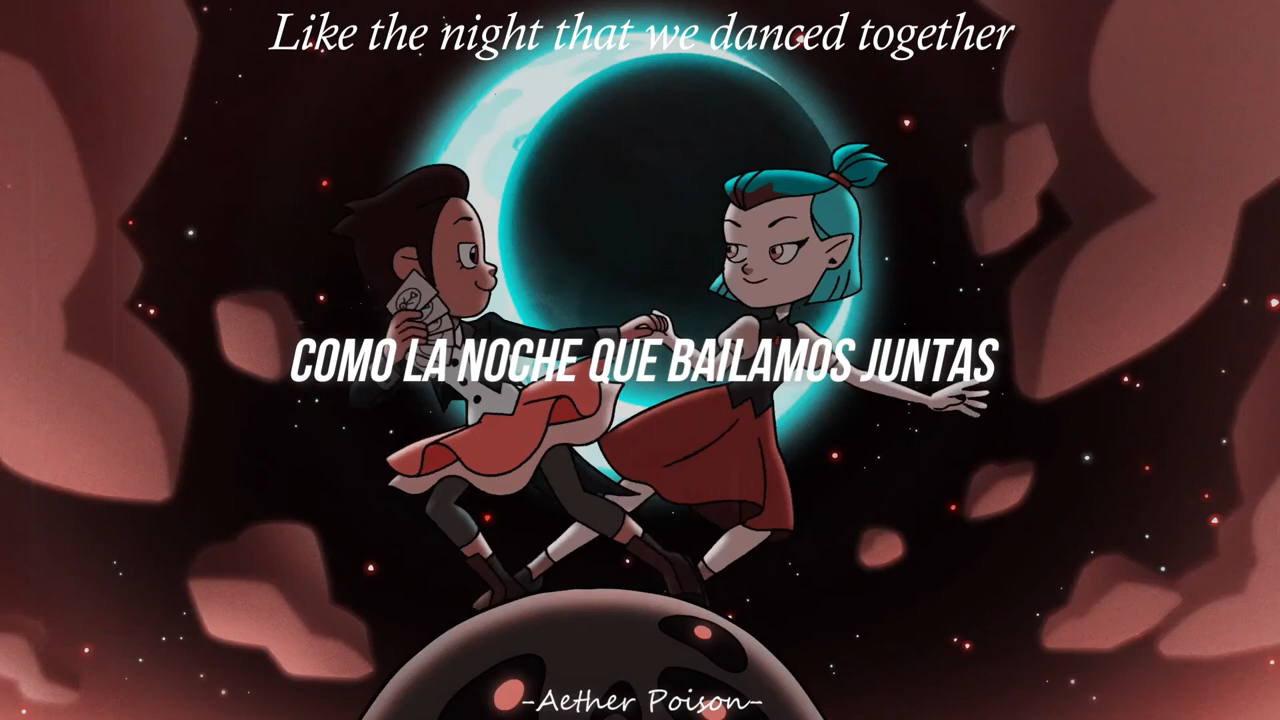 Like the night that we danced together
COMO LA NOCHE QUE BAILAMOS JUNTAS
-Aether Poison-